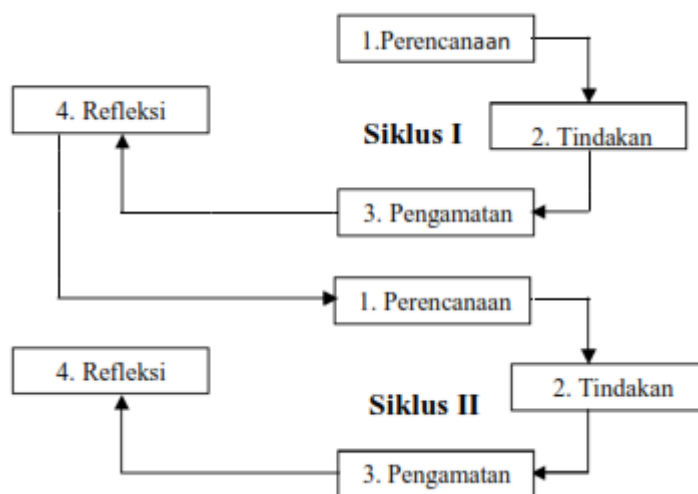 1.Perencanaan
4. Refleksi
Siklus I
2. Tindakan
3. Pengamatan
1. Perencanaan
4. Refleksi
2. Tindakan
Siklus II
3. Pengamatan